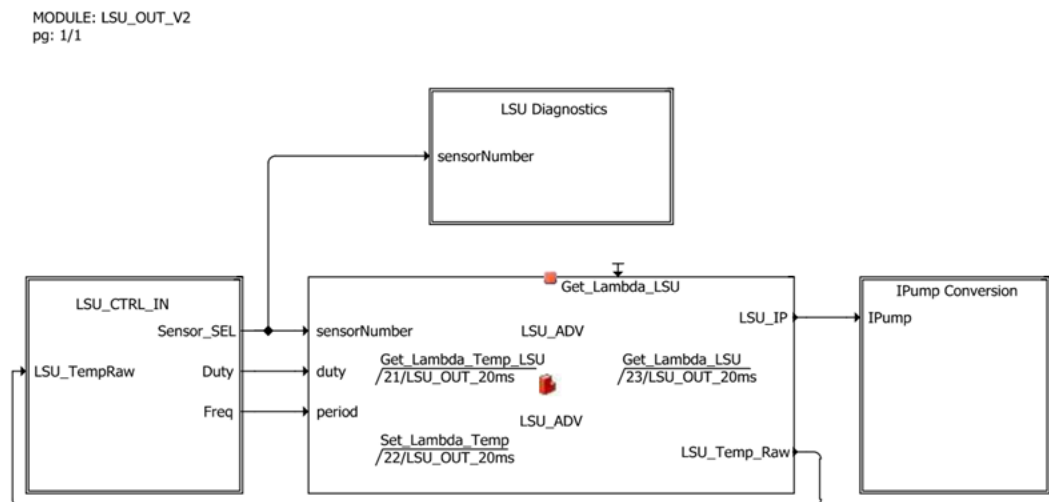 MODULE: LSU_OUT_V2
pg: 1/1
LSU Diagnostics
sensorNumber
LSU_CTRL_IN
Sensor_SEL
LSU_TempRaw
Duty
Freq
Get_Lambda_LSU
sensorNumber
LSU_ADV
LSU_IP
duty
Get_Lambda_Temp_LSU
/21/LSU_OUT_20ms
Get_Lambda_LSU
/23/LSU_OUT_20ms
period
LSU_ADV
Set_Lambda_Temp
/22/LSU_OUT_20ms
LSU_Temp_Raw
IPump Conversion
IPump